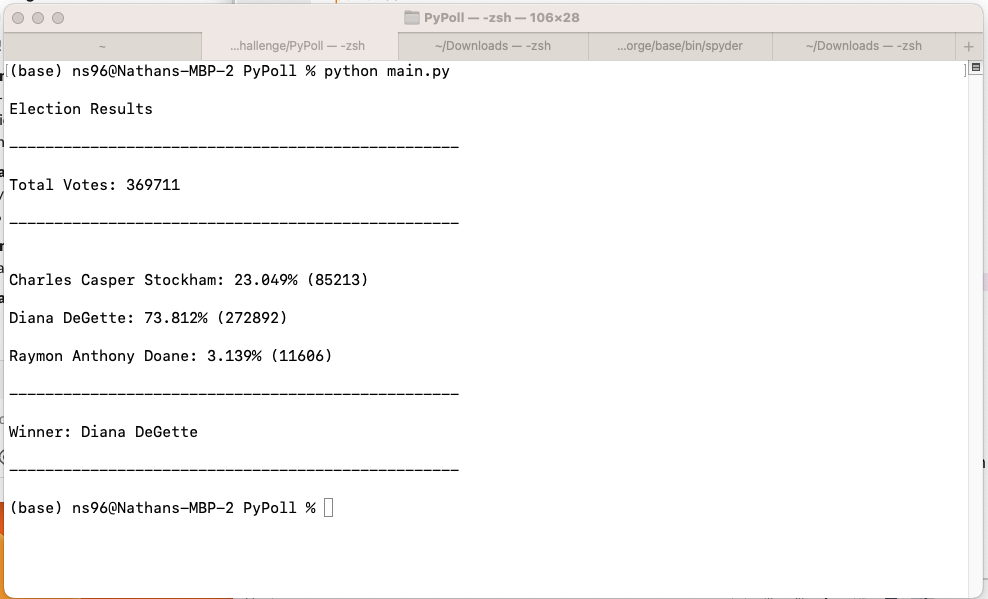 PyPoll — -zsh — 106×28
~
...hallenge/PyPoll — -zsh
~/Downloads — -zsh
...orge/base/bin/spyder
~/Downloads — -zsh
+
(base) ns96@Nathans-MBP-2 PyPoll % python main.py
Election Results
--------------------------------------------------
Total Votes: 369711
--------------------------------------------------
Charles Casper Stockham: 23.049% (85213)
Diana DeGette: 73.812% (272892)
Raymon Anthony Doane: 3.139% (11606)
--------------------------------------------------
Winner: Diana DeGette
--------------------------------------------------
(base) ns96@Nathans-MBP-2 PyPoll %